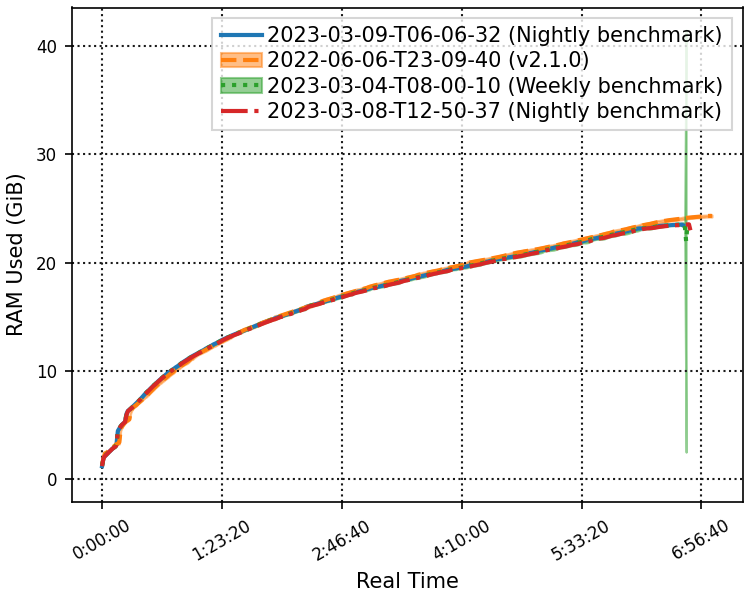 2023-03-09-T06-06-32 (Nightly benchmark)
2022-06-06-T23-09-40 (v2.1.0)
2023-03-04-T08-00-10 (Weekly benchmark)
2023-03-08-T12-50-37 (Nightly benchmark)
40
30
20
10
0
RAM Used (GiB)
0:00:00
1:23:20
2:46:40
4:10:00
5:33:20
6:56:40
Real Time